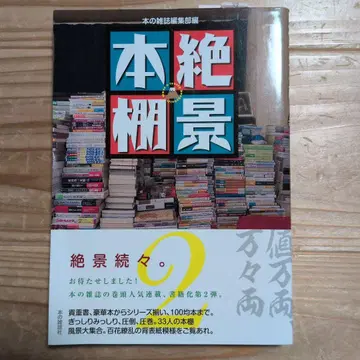 本の雑誌編集部編
絶景
本棚
2
絶景続々。
お待たせしました!
本の雑誌の巻頭人気連載、書籍化第2弾。
貴重書、豪華本からシリーズ揃い、100均本まで。
ぎっしりみっしり、圧倒、圧巻。33人の本棚
風景大集合。百花繚乱の背表紙模様をご覧あれ。
値万両
万々両
本の雑誌社